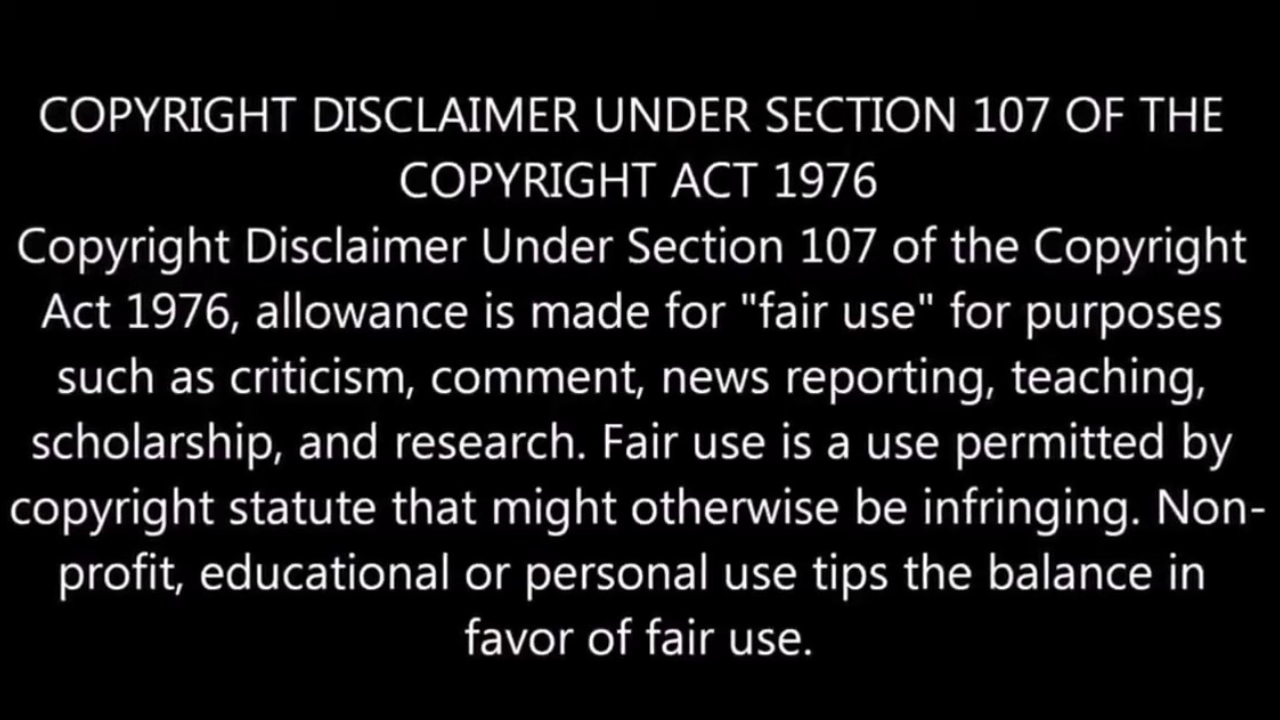 COPYRIGHT DISCLAIMER UNDER SECTION 107 OF THE
COPYRIGHT ACT 1976
Copyright Disclaimer Under Section 107 of the Copyright
Act 1976, allowance is made for "fair use" for purposes
such as criticism, comment, news reporting, teaching,
scholarship, and research. Fair use is a use permitted by
copyright statute that might otherwise be infringing. Non-
profit, educational or personal use tips the balance in
favor of fair use.